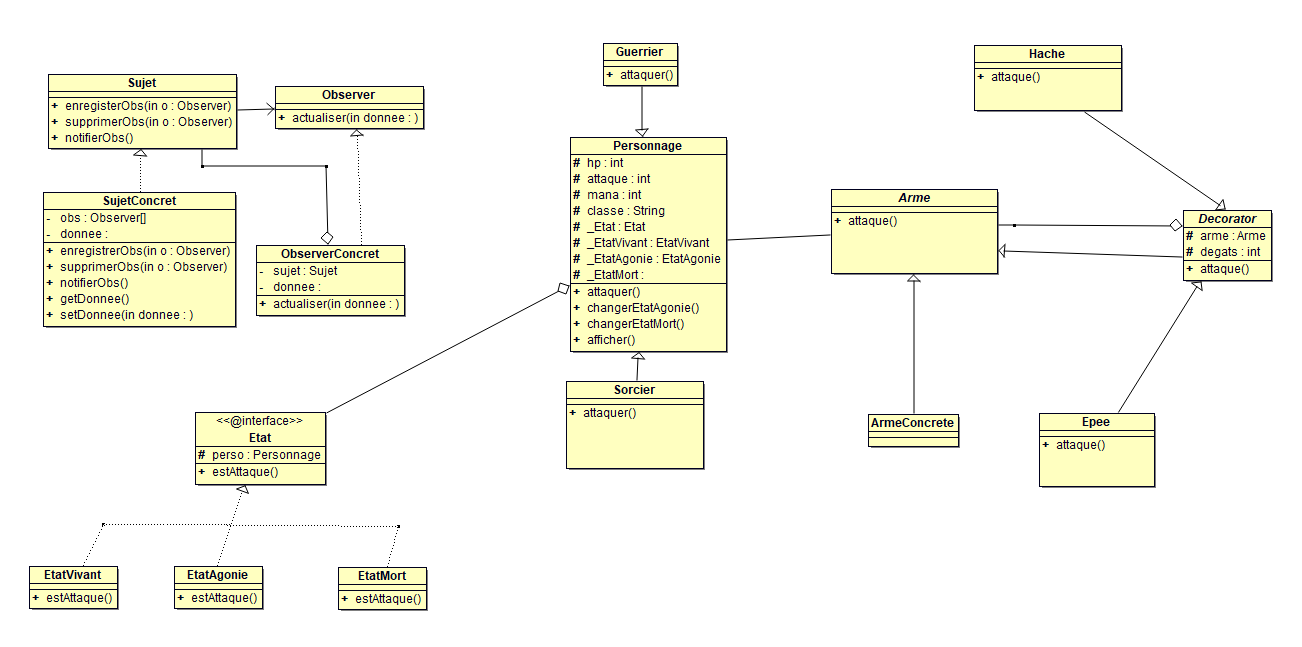 Sujet
+ enregisterObs(in o : Observer)
+ supprimerObs(in o : Observer)
+ notifierObs()
Observer
+ actualiser(in donnee : )
SujetConcret
- obs : Observer[]
- donnee :
+ enregistrerObs(in o : Observer)
+ supprimerObs(in o : Observer)
+ notifierObs()
+ getDonnee()
+ setDonnee(in donnee : )
ObserverConcret
- sujet : Sujet
- donnee :
+ actualiser(in donnee : )
Guerrier
+ attaquer()
Personnage
# hp : int
# attaque : int
# mana : int
# classe : String
# _Etat : Etat
# _EtatVivant : EtatVivant
# _EtatAgonie : EtatAgonie
# _EtatMort :
+ attaquer()
+ changerEtatAgonie()
+ changerEtatMort()
+ afficher()
Sorcier
+ attaquer()
Hache
+ attaque()
Arme
+ attaque()
Decorator
# arme : Arme
# degats : int
+ attaque()
ArmeConcrete
Epee
+ attaque()
<<@interface>>
Etat
# perso : Personnage
+ estAttaque()
EtatVivant
+ estAttaque()
EtatAgonie
+ estAttaque()
EtatMort
+ estAttaque()